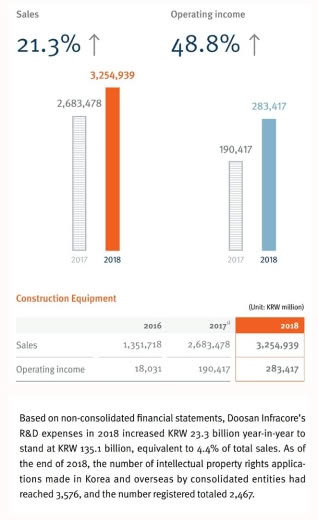 Sales
Operating income
21.3% ↑
48.8% ↑
3,254,939
2,683,478
283,417
190,417
2017
2018
2017
2018
Construction Equipment
(Unit: KRW million)
2016
2017¹⁾
2018
Sales
1,351,718
2,683,478
3,254,939
Operating income
18,031
190,417
283,417
Based on non-consolidated financial statements, Doosan Infracore's
R&D expenses in 2018 increased KRW 23.3 billion year-in-year to
stand at KRW 135.1 billion, equivalent to 4.4% of total sales. As of
the end of 2018, the number of intellectual property rights applica-
tions made in Korea and overseas by consolidated entities had
reached 3,576, and the number registered totaled 2,467.